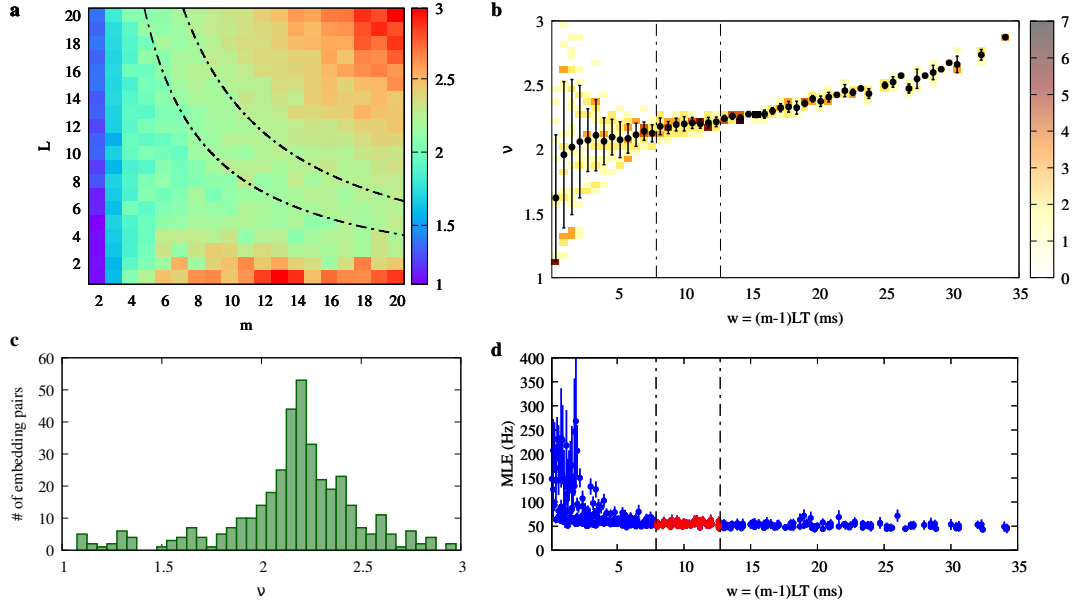 a
20
18
16
14
12
10
8
6
4
2
L
2 4 6 8 10 12 14 16 18 20
m
3
2.5
2
1.5
1
b
3
2.5
2
1.5
1
ν
5 10 15 20 25 30 35
w = (m-1)LT (ms)
7
6
5
4
3
2
1
0
c
60
50
40
30
20
10
0
# of embedding pairs
1 1.5 2 2.5 3
ν
d
400
350
300
250
200
150
100
50
0
MLE (Hz)
5 10 15 20 25 30 35
w = (m-1)LT (ms)